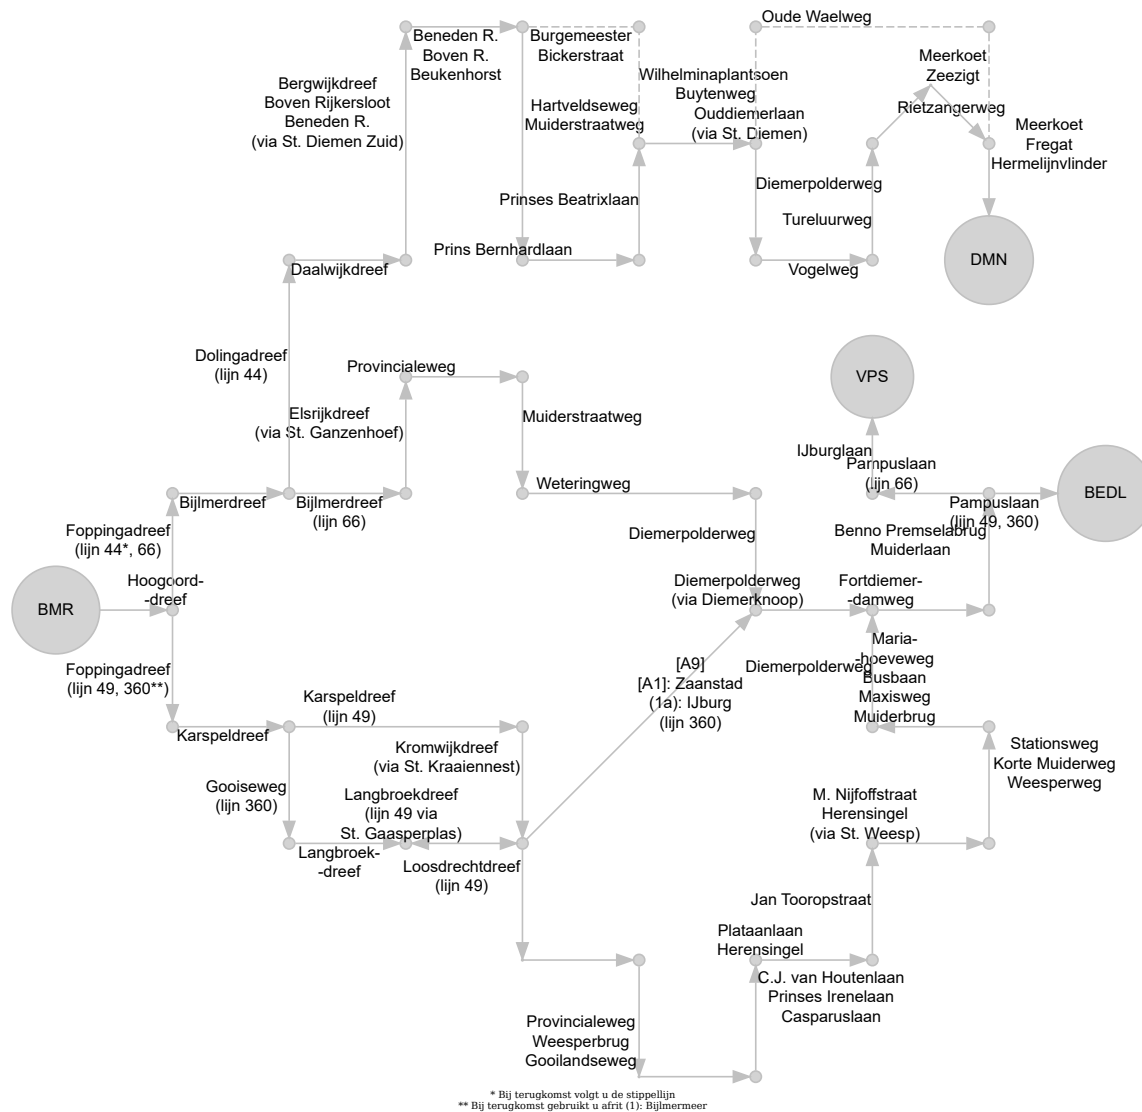 Oude Waelweg
Beneden R.
Boven R.
Beukenhorst
Burgemeester
Bickerstraat
Meerkoet
Zeezigt
Rietzangerweg
Bergwijkdreef
Boven Rijkersloot
Beneden R.
(via St. Diemen Zuid)
Hartveldseweg
Muiderstraatweg
Wilhelminaplantsoen
Buytenweg
Ouddiemerlaan
(via St. Diemen)
Meerkoet
Fregat
Hermelijnvlinder
Prinses Beatrixlaan
Diemerpolderweg
Tureluurweg
Prins Bernhardlaan
Daalwijkdreef
Vogelweg
DMN
Dolingadreef
(lijn 44)
Provincialeweg
VPS
Elsrijkdreef
(via St. Ganzenhoef)
Muiderstraatweg
IJburglaan
Pampuslaan
(lijn 66)
Bijlmerdreef
Bijlmerdreef
(lijn 66)
Weteringweg
Pampuslaan
(lijn 49, 360)
BEDL
Foppingadreef
(lijn 44*, 66)
Diemerpolderweg
Benno Premselabrug
Muiderlaan
BMR
Hoogoord-
-dreef
Diemerpolderweg
(via Diemerknoop)
Fortdiemer-
-damweg
Foppingadreef
(lijn 49, 360**)
[A9]
[A1]: Zaanstad
(1a): IJburg
(lijn 360)
Diemerpolderweg
Maria-
-hoeveweg
Busbaan
Maxisweg
Muiderbrug
Karspeldreef
Karspeldreef
(lijn 49)
Kromwijkdreef
(via St. Kraaiennest)
Stationsweg
Korte Muiderweg
Weesperweg
Gooiseweg
(lijn 360)
Langbroekdreef
(lijn 49 via
St. Gaasperplas)
M. Nijfoffstraat
Herensingel
(via St. Weesp)
Langbroek-
-dreef
Loosdrechtdreef
(lijn 49)
Jan Tooropstraat
Plataanlaan
Herensingel
C.J. van Houtenlaan
Prinses Irenelaan
Casparuslaan
Provincialeweg
Weesperbrug
Gooilandseweg
* Bij terugkomst volgt u de stippellijn
** Bij terugkomst gebruikt u afrit (1): Bijlmermeer